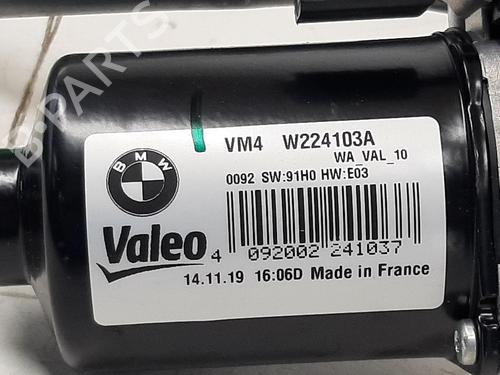 B-PARTS
VM4 W224103A
WA_VAL_10
0092 SW:91H0 HW:E03
BMW
Valeo
4 092002 241037
14.11.19 16:06D Made in France